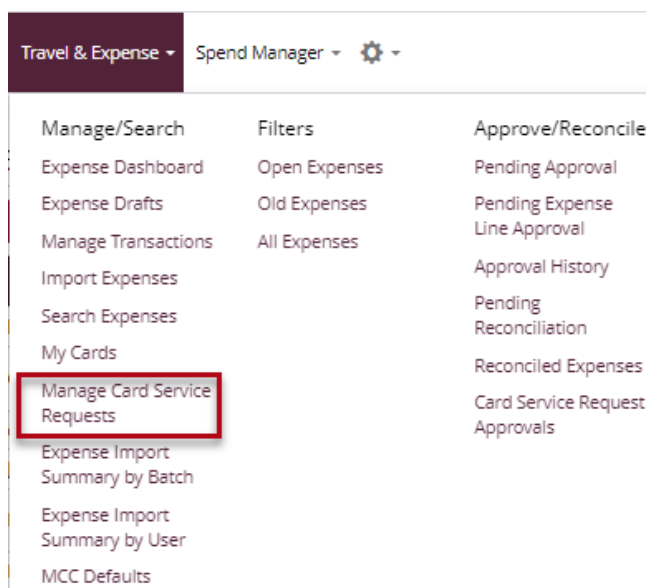 Travel & Expense Spend Manager
Manage/Search
Expense Dashboard
Expense Drafts
Manage Transactions
Import Expenses
Search Expenses
My Cards
Manage Card Service
Requests
Expense Import
Summary by Batch
Expense Import
Summary by User
MCC Defaults
Filters
Open Expenses
Old Expenses
All Expenses
Approve/Reconcile
Pending Approval
Pending Expense
Line Approval
Approval History
Pending
Reconciliation
Reconciled Expenses
Card Service Request
Approvals